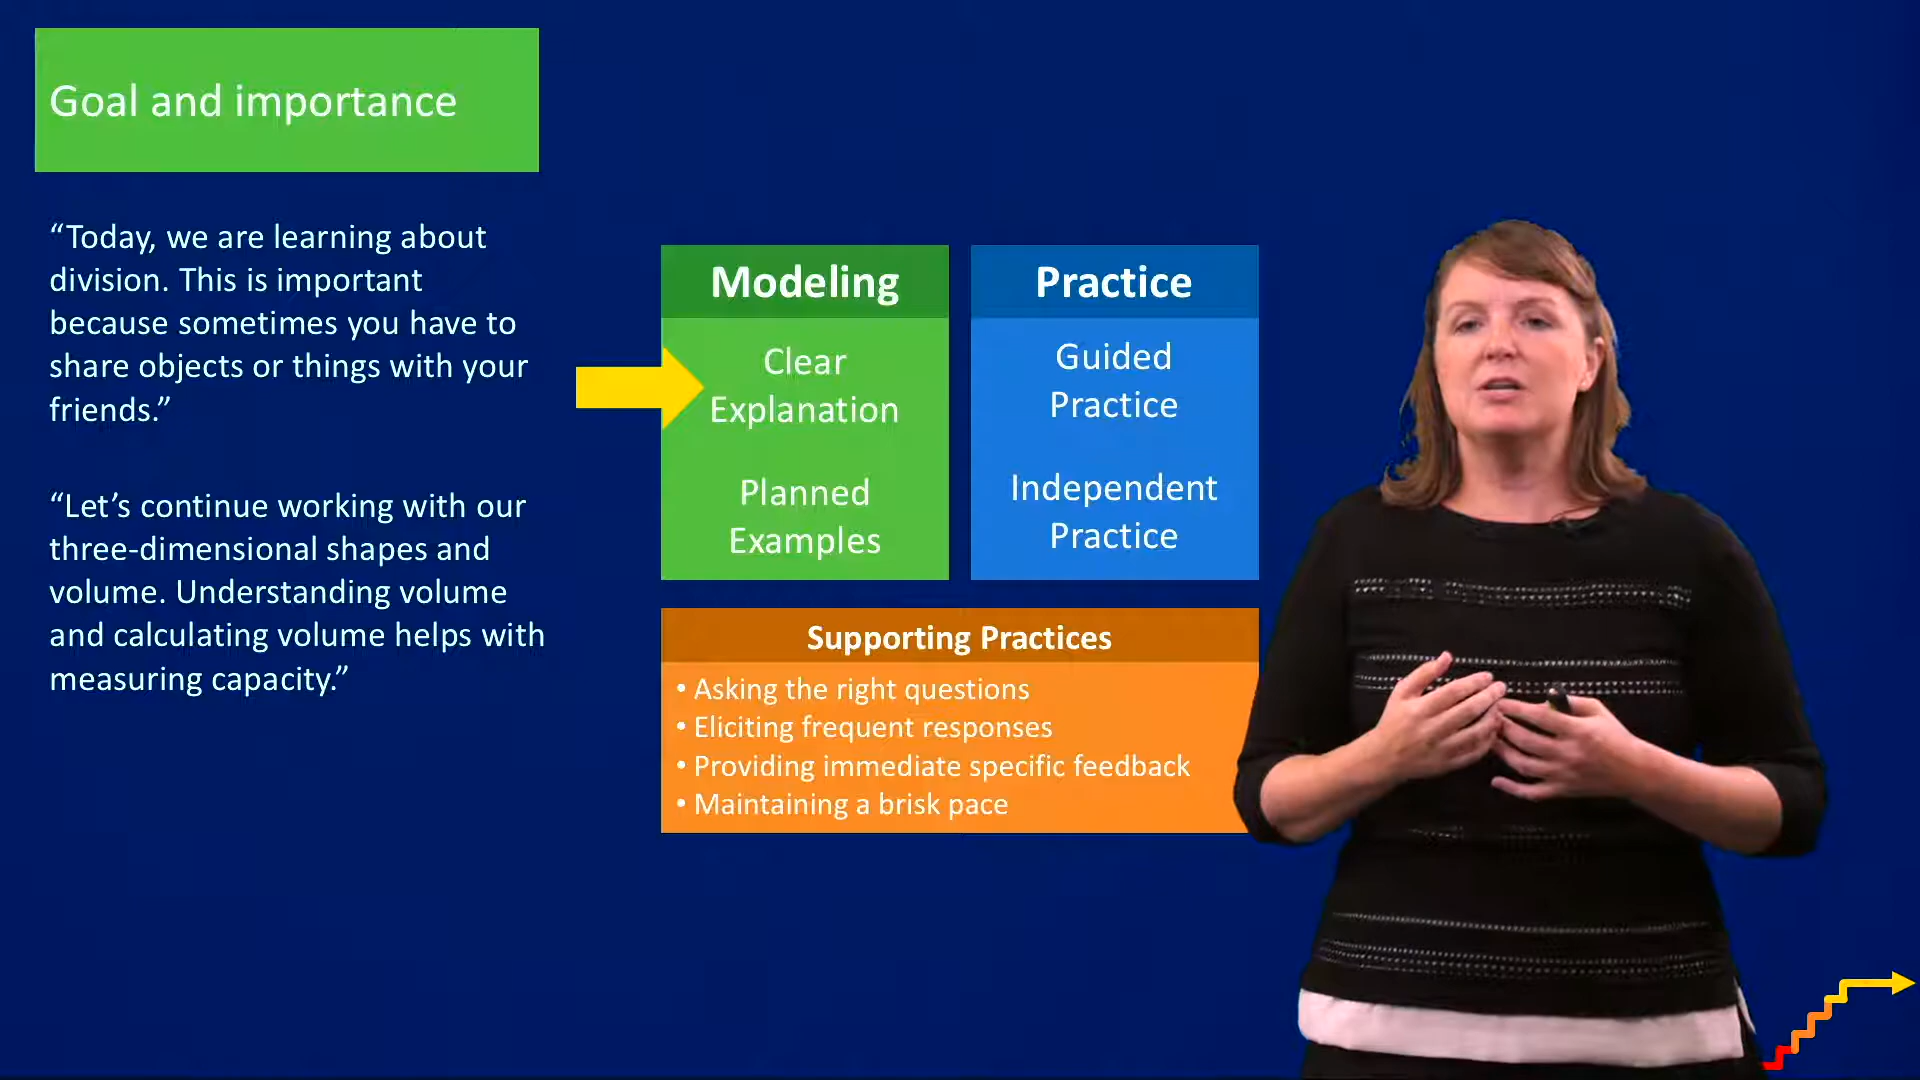 Goal and importance
“Today, we are learning about
division. This is important
because sometimes you have to
share objects or things with your
friends.”
“Let’s continue working with our
three-dimensional shapes and
volume. Understanding volume
and calculating volume helps with
measuring capacity.”
Modeling
Clear
Explanation
Planned
Examples
Practice
Guided
Practice
Independent
Practice
Supporting Practices
• Asking the right questions
• Eliciting frequent responses
• Providing immediate specific feedback
• Maintaining a brisk pace